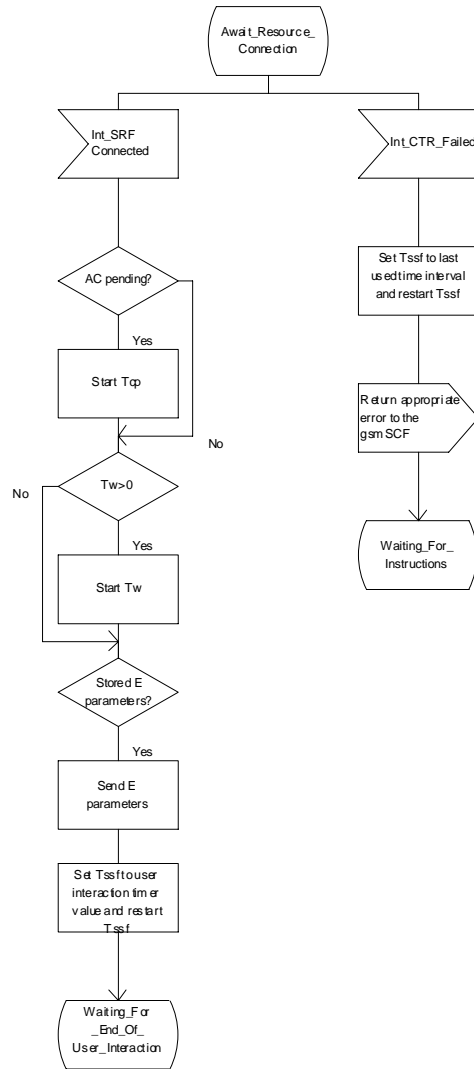 Await_Resource_
Connection
Int_SRF
Connected
Int_CTR_Failed
AC pending?
Yes
Start Tcp
No
Set Tssf to last
used time interval
and restart Tssf
Return appropriate
error to the
gsmSCF
Waiting_For_
Instructions
Tw>0
No
Yes
Start Tw
Stored E
parameters?
Yes
Send E
parameters
Set Tssf to user
interaction timer
value and restart
Tssf
Waiting_For
_End_Of_
User_Interaction